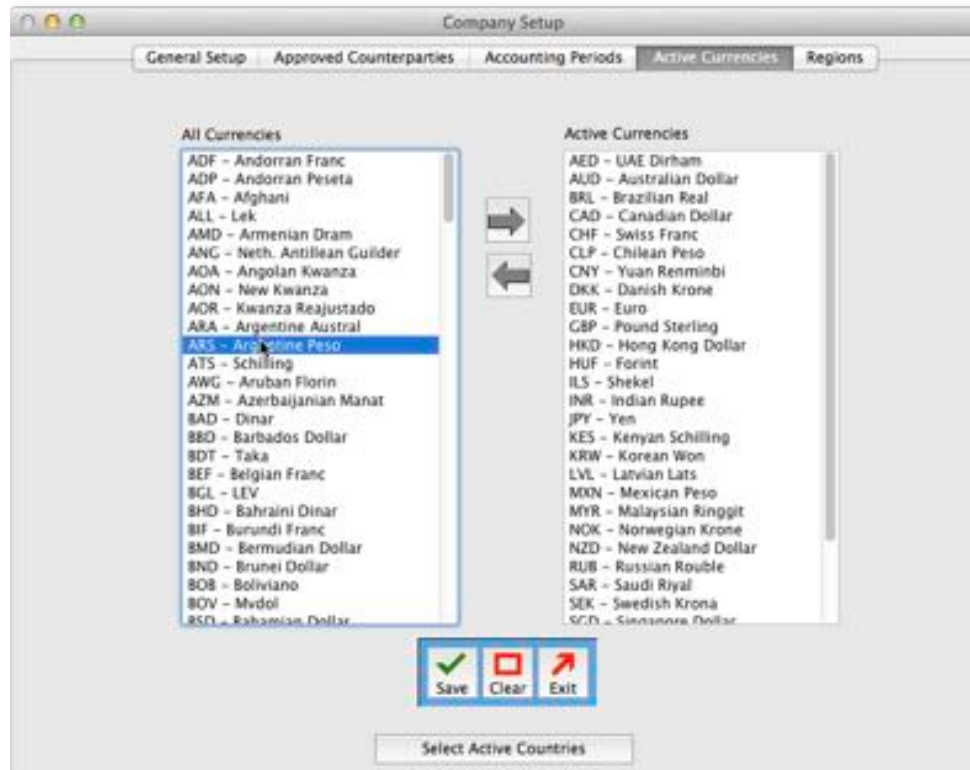 Company Setup
General Setup
Approved Counterparties
Accounting Periods
Active Currencies
Regions
All Currencies
ADF - Andorran Franc
ADP - Andorran Peseta
AFA - Afghani
ALL - Lek
AMD - Armenian Dram
ANG - Neth. Antillean Guilder
AOA - Angolan Kwanza
AON - New Kwanza
AOR - Kwanza Reajustado
ARA - Argentine Austral
ARS - Argentine Peso
ATS - Schilling
AWG - Aruban Florin
AZM - Azerbaijanian Manat
BAD - Dinar
BBD - Barbados Dollar
BDT - Taka
BEF - Belgian Franc
BGL - LEV
BHD - Bahraini Dinar
BIF - Burundi Franc
BMD - Bermudian Dollar
BND - Brunei Dollar
BOB - Boliviano
BOV - Mvdol
BSD - Bahamian Dollar
Active Currencies
AED - UAE Dirham
AUD - Australian Dollar
BRL - Brazilian Real
CAD - Canadian Dollar
CHF - Swiss Franc
CLP - Chilean Peso
CNY - Yuan Renminbi
DKK - Danish Krone
EUR - Euro
GBP - Pound Sterling
HKD - Hong Kong Dollar
HUF - Forint
ILS - Shekel
INR - Indian Rupee
JPY - Yen
KES - Kenyan Schilling
KRW - Korean Won
LVL - Latvian Lats
MXN - Mexican Peso
MYR - Malaysian Ringgit
NOK - Norwegian Krone
NZD - New Zealand Dollar
RUB - Russian Rouble
SAR - Saudi Riyal
SEK - Swedish Krona
SGD - Singapore Dollar
Save
Clear
Exit
Select Active Countries